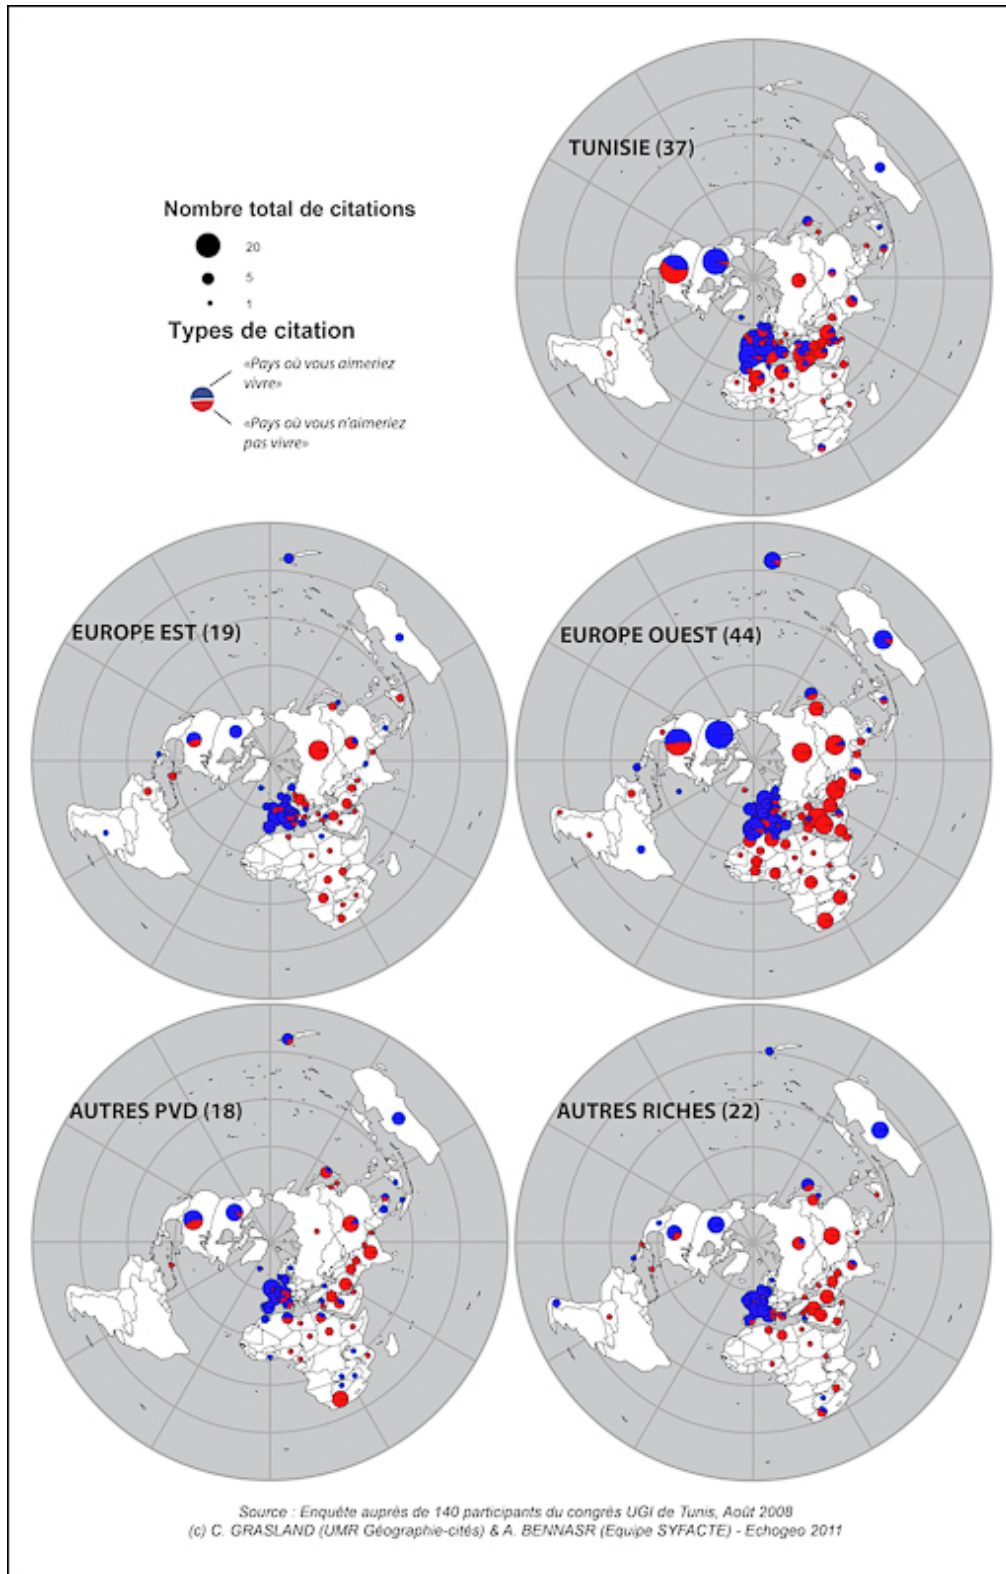 TUNISIE (37)
Nombre total de citations
20
5
1
Types de citation
«Pays où vous aimeriez
vivre»
«Pays où vous n'aimeriez
pas vivre»
EUROPE EST (19)
EUROPE OUEST (44)
AUTRES PVD (18)
AUTRES RICHES (22)
Source : Enquête auprès de 140 participants du congrès UGI de Tunis, Août 2008
(c) C. GRASLAND (UMR Géographie-cités) & A. BENNASR (Equipe SYFACTE) - Echogeo 2011